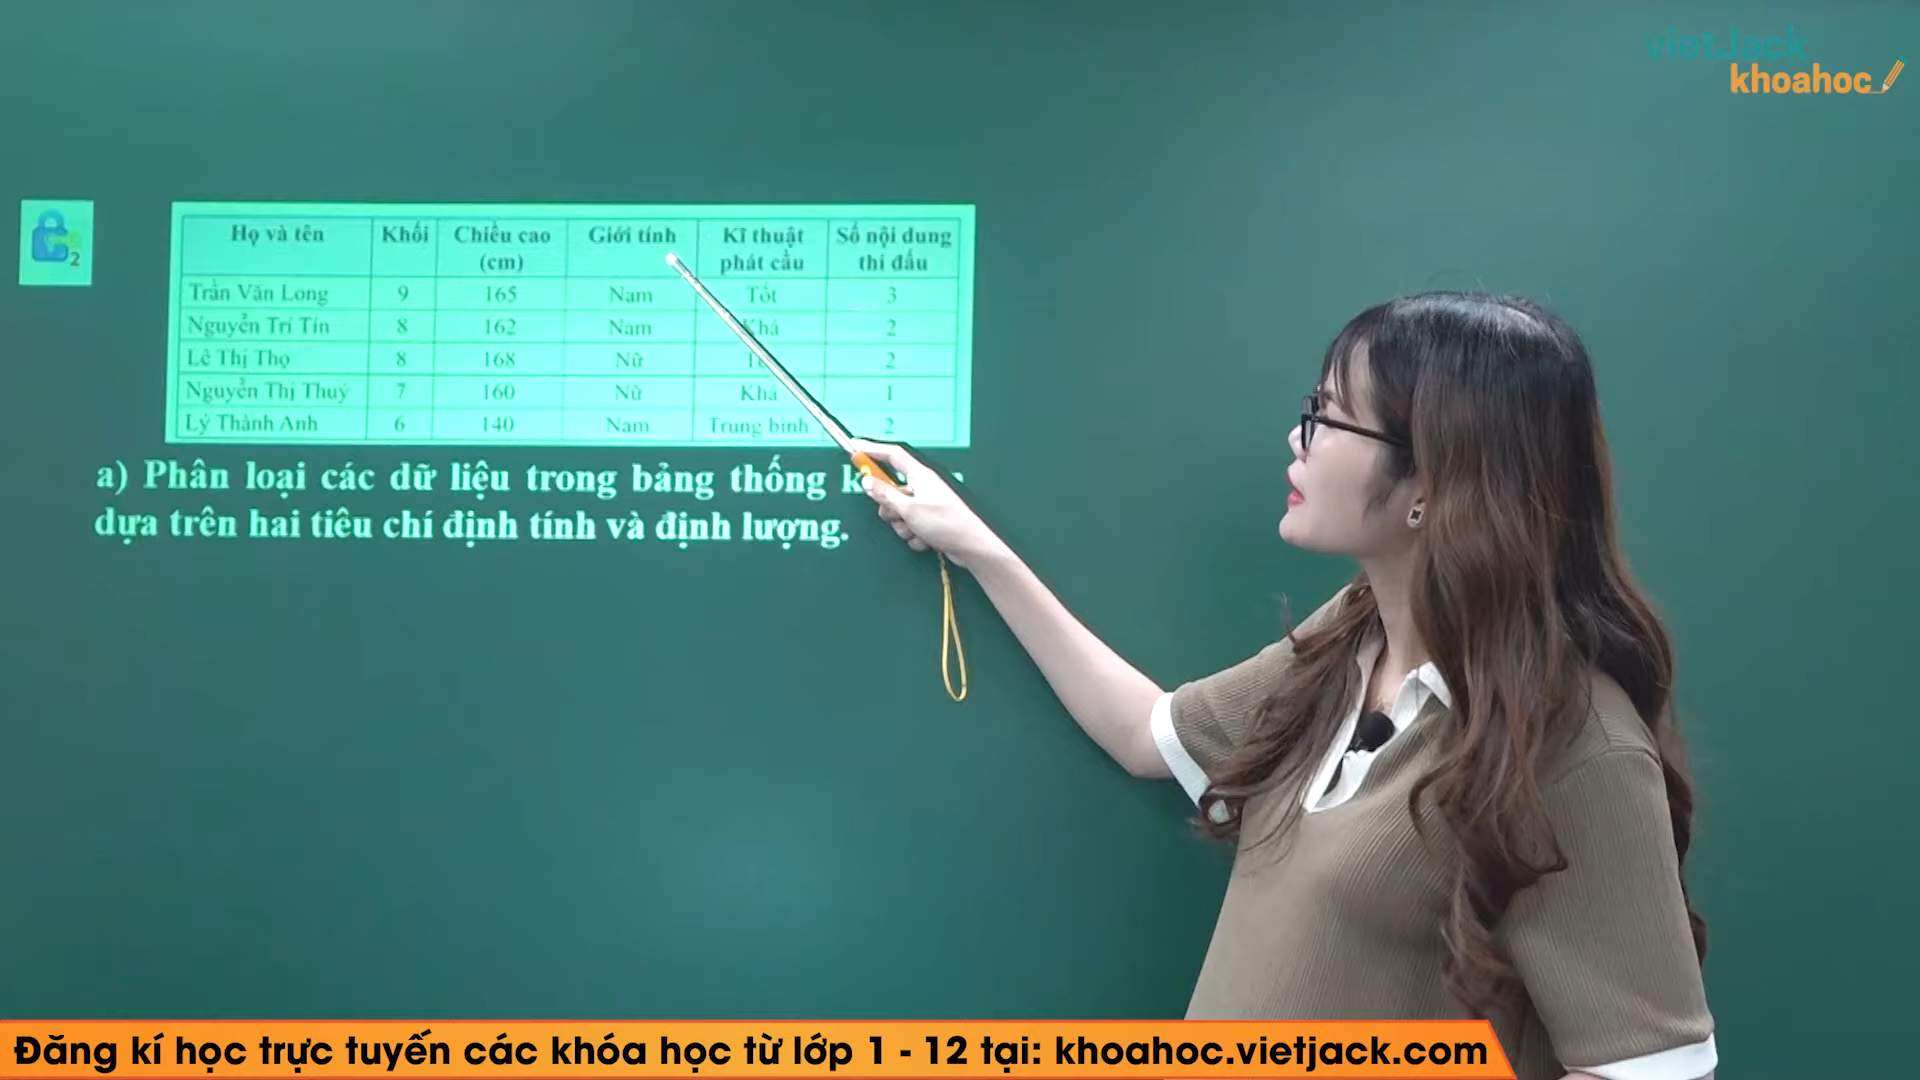 vietJack
khoahoc
2
Họ và tên Khối Chiều cao (cm) Giới tính Kĩ thuật phát cầu Số nội dung thi đấu
Trần Văn Long 9 165 Nam Tốt 3
Nguyễn Trí Tín 8 162 Nam Khá 2
Lê Thị Thọ 8 168 Nữ 2
Nguyễn Thị Thuý 7 160 Nữ Khá 1
Lý Thành Anh 6 140 Nam Trung bình 2
a) Phân loại các dữ liệu trong bảng thống
dựa trên hai tiêu chí định tính và định lượng.
Đăng kí học trực tuyến các khóa học từ lớp 1 - 12 tại: khoahoc.vietjack.com